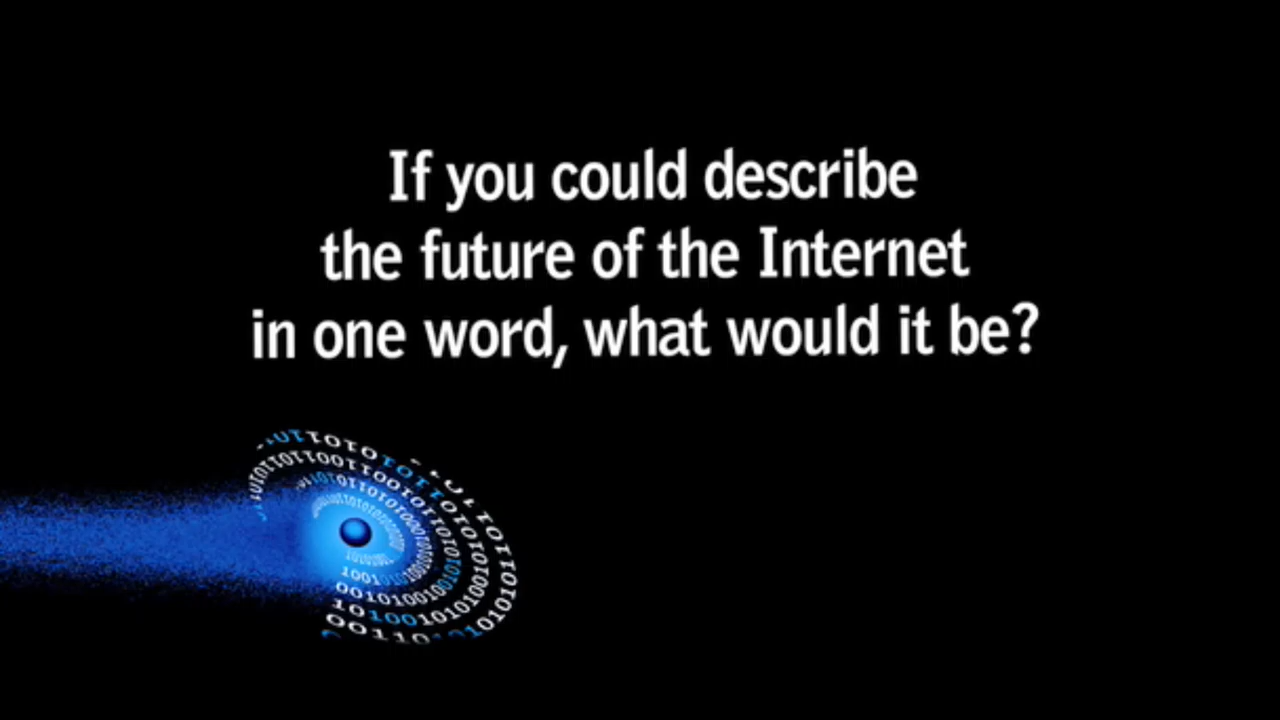 If you could describe
the future of the Internet
in one word, what would it be?